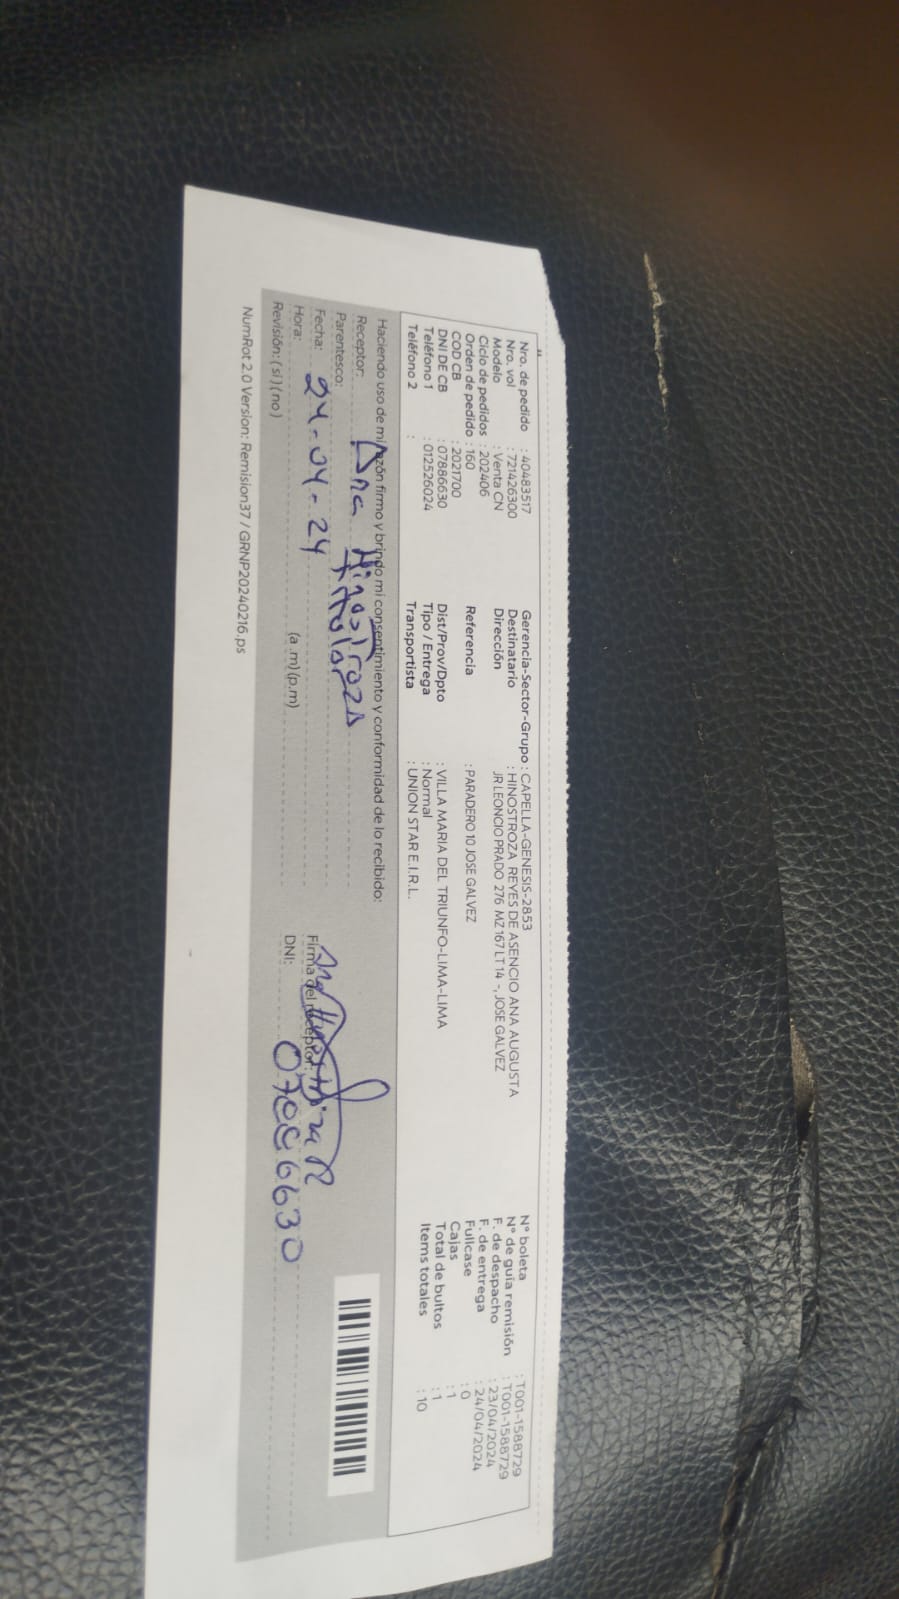 Nro. de pedido : 40483517
Nro. vol : 721426300
Modelo : Venta CN
Ciclo de pedidos : 202406
Orden de pedido : 160
COD CB : 2021700
DNI DE CB : 07886630
Teléfono 1 : 012526024
Teléfono 2 :
Gerencia-Sector-Grupo : CAPELLA-GENESIS-2853
Destinatario : HINOSTROZA REYES DE ASENCIO ANA AUGUSTA
Dirección JR LEONCIO PRADO 276 MZ 167 LT 14 -, JOSE GALVEZ
Referencia : PARADERO 10 JOSE GALVEZ
Dist/Prov/Dpto : VILLA MARIA DEL TRIUNFO-LIMA-LIMA
Tipo / Entrega : Normal
Transportista : UNION STAR E.I.R.L.
N° boleta : T001-1588729
N° de guía remisión : T001-1588729
F. de despacho : 23/04/2024
F. de entrega : 24/04/2024
Fullcase : 0
Cajas : 1
Total de bultos : 1
Items totales : 10
Haciendo uso de mi razón firmo y brindo mi consentimiento y conformidad de lo recibido:
Receptor: Ana Hinostroza
Parentesco: titular
Fecha: 24-04-24
Hora: (a .m) (p.m)
Revisión: ( si ) ( no )
Firma del receptor:
DNI: 07886630
NumRot 2.0 Version: Remision37 / GRNP20240216.ps